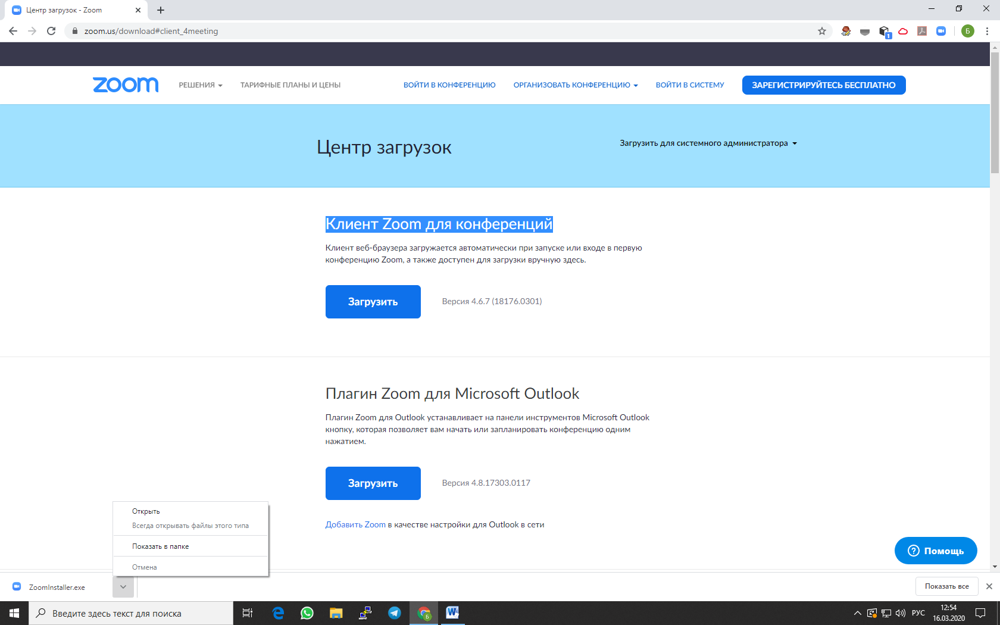 Центр загрузок - Zoom
zoom.us/download#client_4meeting
1
Б
zoom
РЕШЕНИЯ
ТАРИФНЫЕ ПЛАНЫ И ЦЕНЫ
ВОЙТИ В КОНФЕРЕНЦИЮ
ОРГАНИЗОВАТЬ КОНФЕРЕНЦИЮ
ВОЙТИ В СИСТЕМУ
ЗАРЕГИСТРИРУЙТЕСЬ БЕСПЛАТНО
Центр загрузок
Загрузить для системного администратора
Клиент Zoom для конференций
Клиент веб-браузера загружается автоматически при запуске или входе в первую
конференцию Zoom, а также доступен для загрузки вручную здесь.
Загрузить
Версия 4.6.7 (18176.0301)
Плагин Zoom для Microsoft Outlook
Плагин Zoom для Outlook устанавливает на панели инструментов Microsoft Outlook
кнопку, которая позволяет вам начать или запланировать конференцию одним
нажатием.
Загрузить
Версия 4.8.17303.0117
Добавить Zoom в качестве настройки для Outlook в сети
Открыть
Всегда открывать файлы этого типа
Показать в папке
Отмена
Помощь
ZoomInstaller.exe
Показать все
Введите здесь текст для поиска
Б
РУС
12:54
16.03.2020